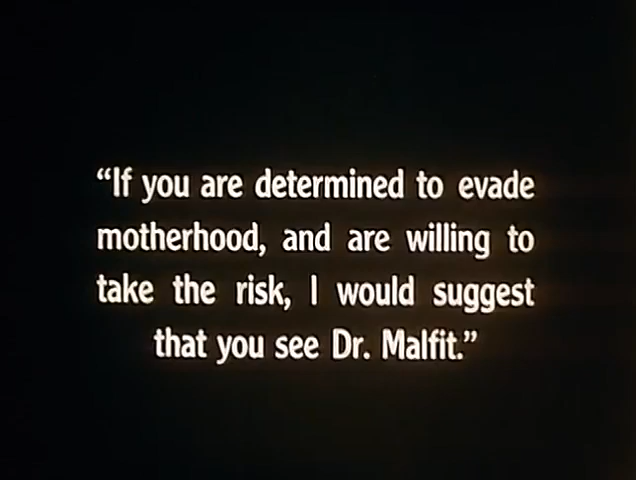 “If you are determined to evade
motherhood, and are willing to
take the risk, I would suggest
that you see Dr. Malfit.”